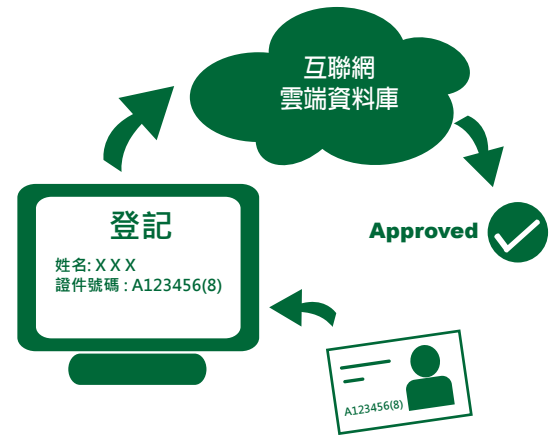 互聯網
雲端資料庫
Approved
登記
姓名: X X X
證件號碼 : A123456(8)
A123456(8)